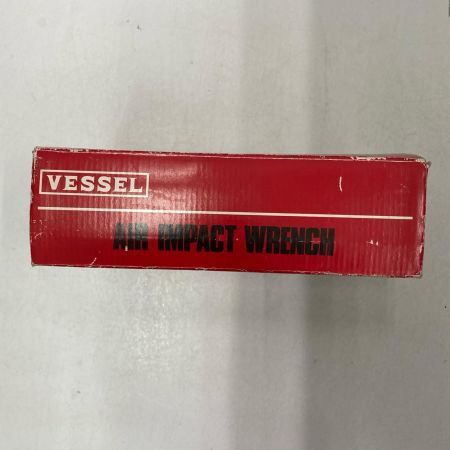 VESSEL
AIR IMPACT WRENCH